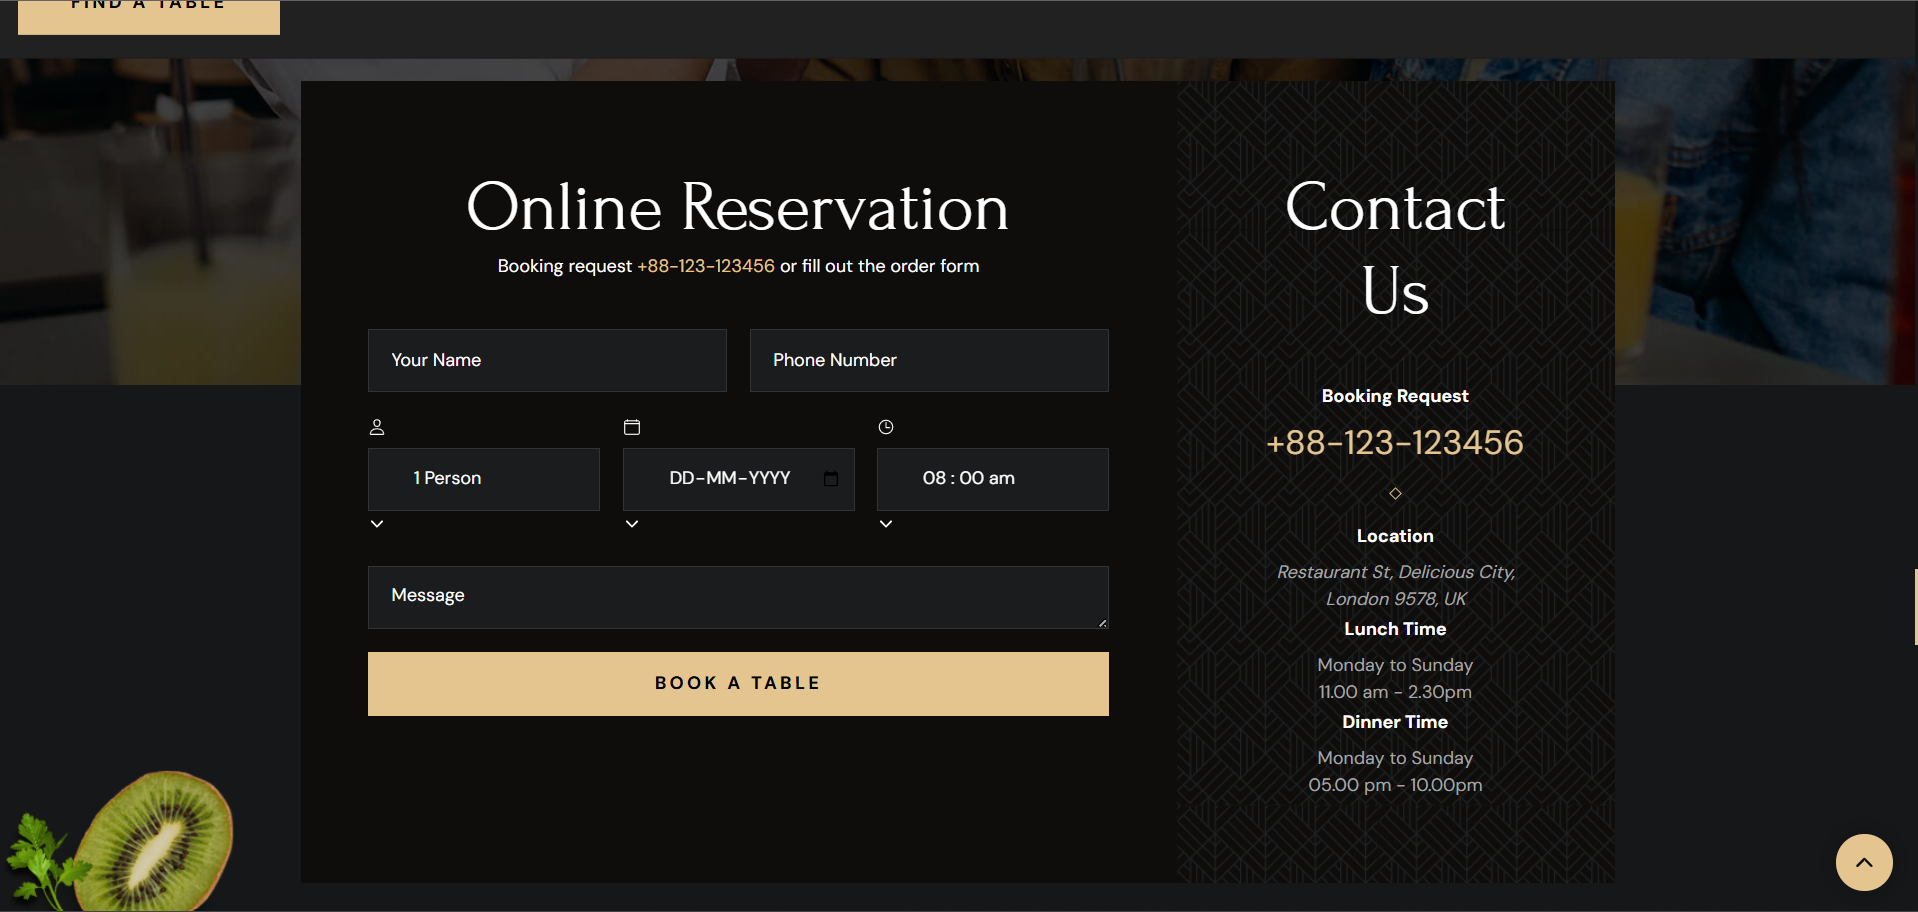 FIND A TABLE
Online Reservation
Booking request +88-123-123456 or fill out the order form
Your Name
Phone Number
1 Person
DD-MM-YYYY
08 : 00 am
Message
BOOK A TABLE
Contact
Us
Booking Request
+88-123-123456
Location
Restaurant St, Delicious City,
London 9578, UK
Lunch Time
Monday to Sunday
11.00 am - 2.30pm
Dinner Time
Monday to Sunday
05.00 pm - 10.00pm